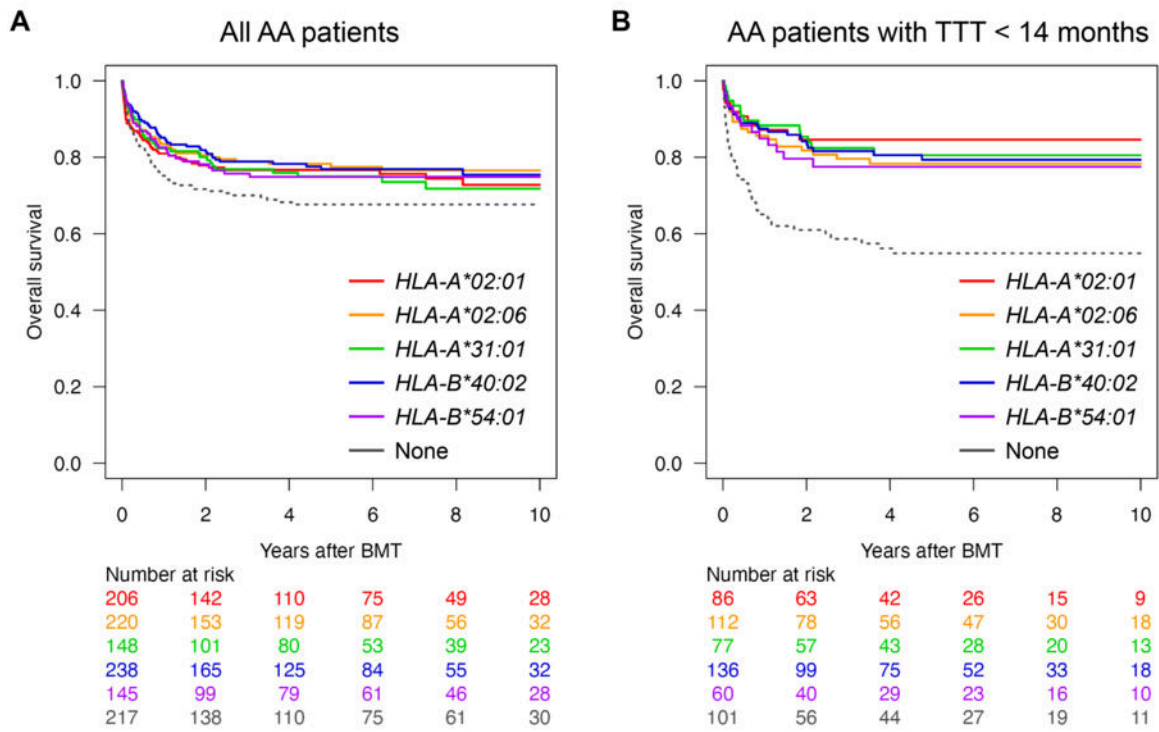 A
All AA patients
Overall survival
1.0
0.8
0.6
0.4
0.2
0.0
HLA-A*02:01
HLA-A*02:06
HLA-A*31:01
HLA-B*40:02
HLA-B*54:01
None
0 2 4 6 8 10
Years after BMT
Number at risk
206 142 110 75 49 28
220 153 119 87 56 32
148 101 80 53 39 23
238 165 125 84 55 32
145 99 79 61 46 28
217 138 110 75 61 30
B
AA patients with TTT < 14 months
Overall survival
1.0
0.8
0.6
0.4
0.2
0.0
HLA-A*02:01
HLA-A*02:06
HLA-A*31:01
HLA-B*40:02
HLA-B*54:01
None
0 2 4 6 8 10
Years after BMT
Number at risk
86 63 42 26 15 9
112 78 56 47 30 18
77 57 43 28 20 13
136 99 75 52 33 18
60 40 29 23 16 10
101 56 44 27 19 11